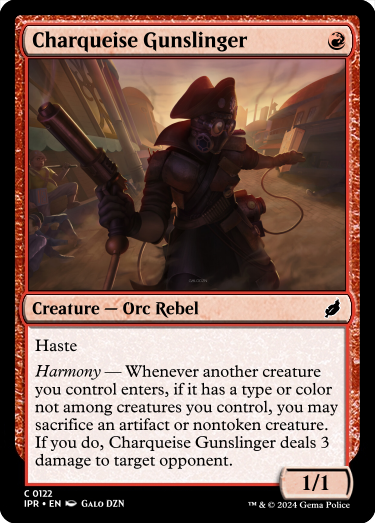 Charqueise Gunslinger
Creature — Orc Rebel
Haste
Harmony — Whenever another creature
you control enters, if it has a type or color
not among creatures you control, you may
sacrifice an artifact or nontoken creature.
If you do, Charqueise Gunslinger deals 3
damage to target opponent.
1/1
C 0122
IPR • EN GALO DZN
™ & © 2024 Gema Police